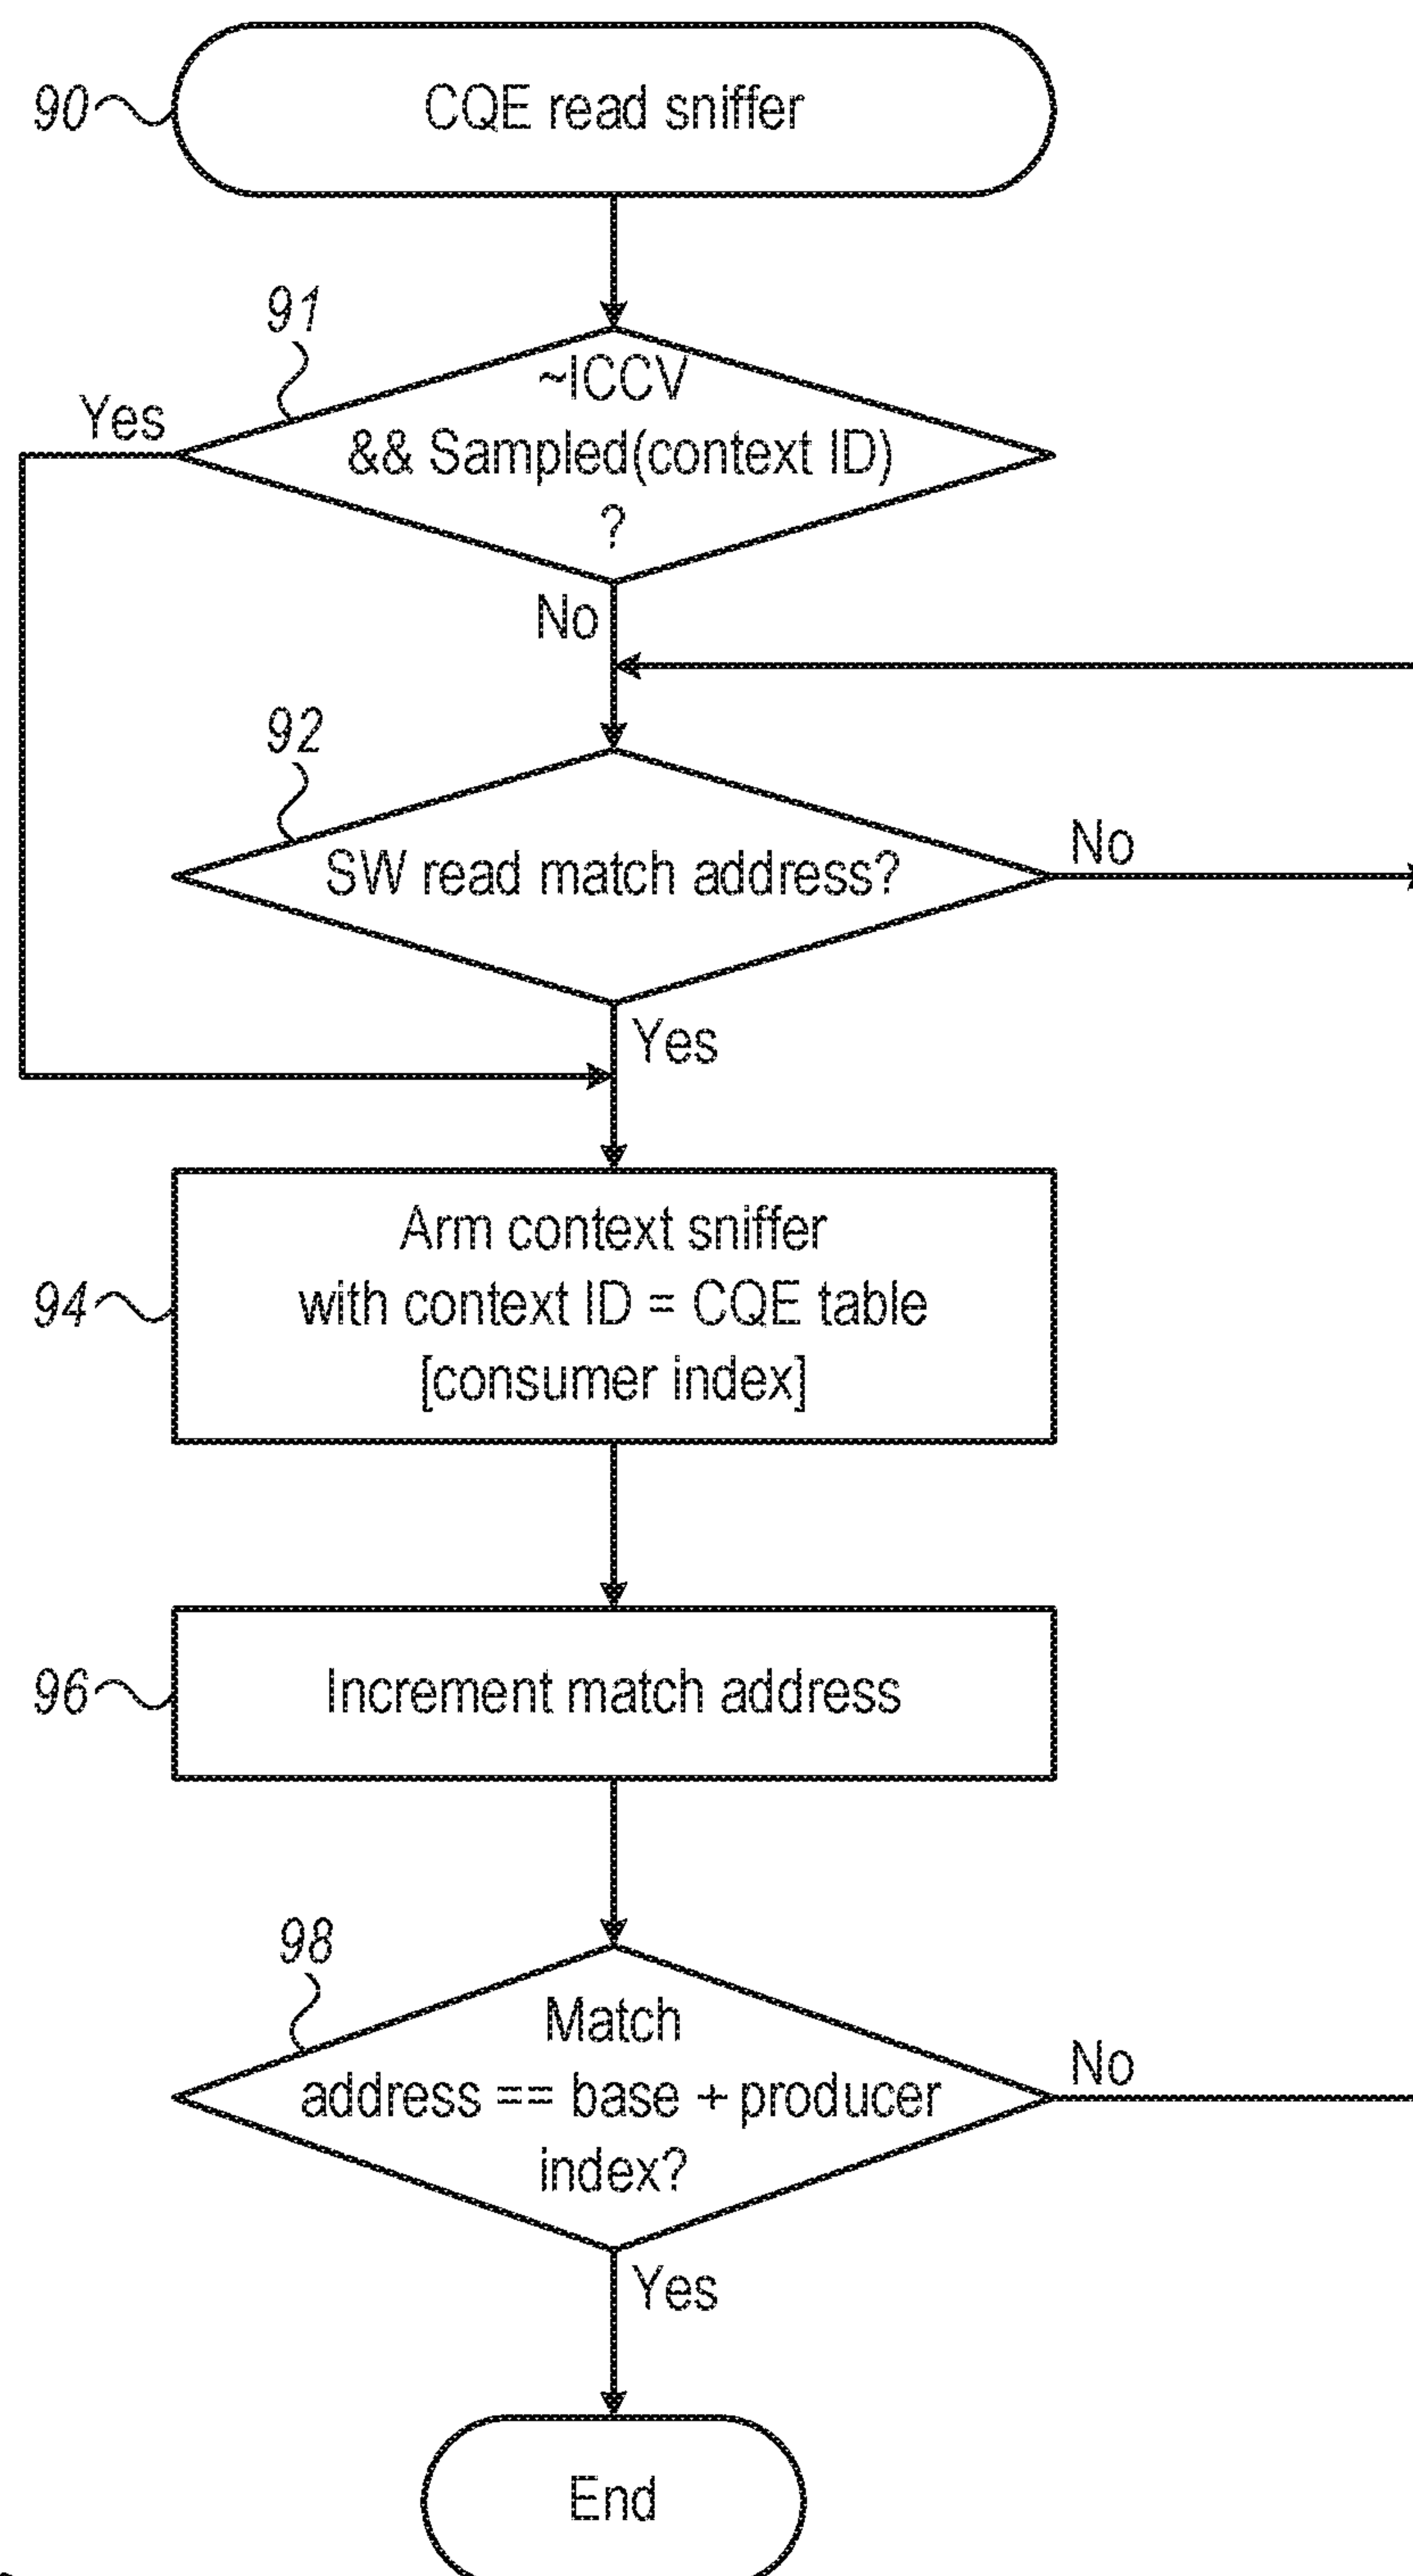 90
CQE read sniffer
91
Yes
~ICCV
&& Sampled(context ID)
?
No
92
SW read match address?
No
Yes
94
Arm context sniffer
with context ID = CQE table
[consumer index]
96
Increment match address
98
Match
address == base + producer
index?
No
Yes
End